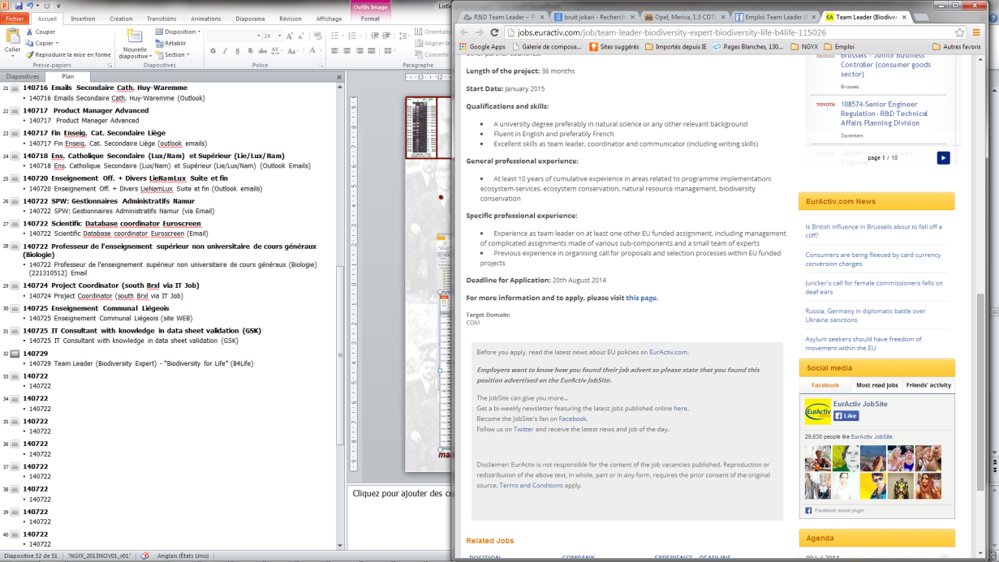 Outils Image
Liste
Fichier Accueil Insertion Création Transitions Animations Diaporama Révision Affichage Format
Coller
Couper
Copier
Reproduire la mise en forme
Presse-papiers
Nouvelle diapositive
Disposition
Rétablir
Section
Diapositives
24
Police
Orientation
Aligner le
Convertir
Paragraphe
Diapositives Plan
21 140716 Emails Secondaire Cath. Huy-Waremme
• 140716 Emails Secondaire Cath. Huy-Waremme (Outlook)
22 140717 Product Manager Advanced
• 140717 Product Manager Advanced
23 140717 Fin Enseig. Cat. Secondaire Liège
• 140717 Fin Enseig. Cat. Secondaire Liège (outlook emails)
24 140718 Ens. Catholique Secondaire (Lux/Nam) et Supérieur (Lie/Lux/Nam)
• 140718 Ens. Catholique Secondaire (Lux/Nam) et Supérieur (Lie/Lux/Nam) (Outlook Emails)
25 140720 Enseignement Off. + Divers LieNamLux Suite et fin
• 140720 Enseignement Off. + Divers LieNamLux Suite et fin (Outlook emails)
26 140722 SPW: Gestionnaires Administratifs Namur
• 140722 SPW: Gestionnaires Administratifs Namur (via Email)
27 140722 Scientific Database coordinator Euroscreen
• 140722 Scientific Database coordinator Euroscreen (Email)
28 140722 Professeur de l'enseignement supérieur non universitaire de cours généraux
(Biologie)
• 140722 Professeur de l'enseignement supérieur non universitaire de cours généraux (Biologie)
(221310512) Email
29 140724 Project Coordinator (south Brxl via IT Job)
• 140724 Project Coordinator (south Brxl via IT Job)
30 140725 Enseignement Communal Liégeois
• 140725 Enseignement Communal Liégeois (site WEB)
31 140725 IT Consultant with knowledge in data sheet validation (GSK)
• 140725 IT Consultant with knowledge in data sheet validation (GSK)
32 140729
• 140729 Team Leader (Biodiversity Expert) - "Biodiversity for Life" (B4Life)
33 140722
• 140722
34 140722
• 140722
35 140722
• 140722
36 140722
• 140722
37 140722
• 140722
38 140722
• 140722
39 140722
• 140722
40 140722
• 140722
Cliquez pour ajouter des co
Diapositive 32 de 51 "NGYX_2013NOV01_v01" Anglais (États Unis)
R&D Team Leader – bruit jokari - Recherch Opel, Meriva, 1.3 CDTi Emploi Team Leader ( Team Leader (Biodiver
jobs.euractiv.com/job/team-leader-biodiversity-expert-biodiversity-life-b4life-115026
Google Apps Galerie de composa... Sites suggérés Importés depuis IE Pages Blanches, 130... NGYX Emploi Autres favoris
Length of the project: 36 months
Start Date: January 2015
Qualifications and skills:
• A university degree preferably in natural science or any other relevant background
• Fluent in English and preferably French
• Excellent skills as team leader, coordinator and communicator (including writing skills)
General professional experience:
• At least 10 years of cumulative experience in areas related to programme implementation:
ecosystem-services, ecosystem conservation, natural resource management, biodiversity
conservation
Specific professional experience:
• Experience as team leader on at least one other EU funded assignment, including management
of complicated assignments made of various sub-components and a small team of experts
• Previous experience in organising call for proposals and selection processes within EU funded
projects
Deadline for Application: 20th August 2014
For more information and to apply, please visit this page.
Target Domain:
COM
Before you apply, read the latest news about EU policies on EurActiv.com.
Employers want to know how you found their job advert so please state that you found this
position advertised on the EurActiv JobSite.
The JobSite can give you more...
Get a bi-weekly newsletter featuring the latest jobs published online here.
Become the JobSite's fan on Facebook.
Follow us on Twitter and receive the latest news and job of the day.
Disclaimer: EurActiv is not responsible for the content of the job vacancies published. Reproduction or
redistribution of the above text, in whole, part or in any form, requires the prior consent of the original
source. Terms and Conditions apply.
Related Jobs
POSITION COMPANY EXPERIENCE DEADLINE
Brussels - Junior Business
Controller (consumer goods
sector)
Brussels
TOYOTA
108574-Senior Engineer
Regulation- R&D Technical
Affairs Planning Division
Zaventem
page 1 / 10
EurActiv.com News
Is British influence in Brussels about to fall off a
cliff?
Consumers are being fleeced by card currency
conversion charges
Juncker's call for female commissioners falls on
deaf ears
Russia, Germany in diplomatic battle over
Ukraine sanctions
Asylum seekers should have freedom of
movement within the EU
Social media
Facebook Most read jobs Friends' activity
EurActiv
EurActiv JobSite
Like
29,630 people like EurActiv JobSite.
Facebook social plugin
Agenda